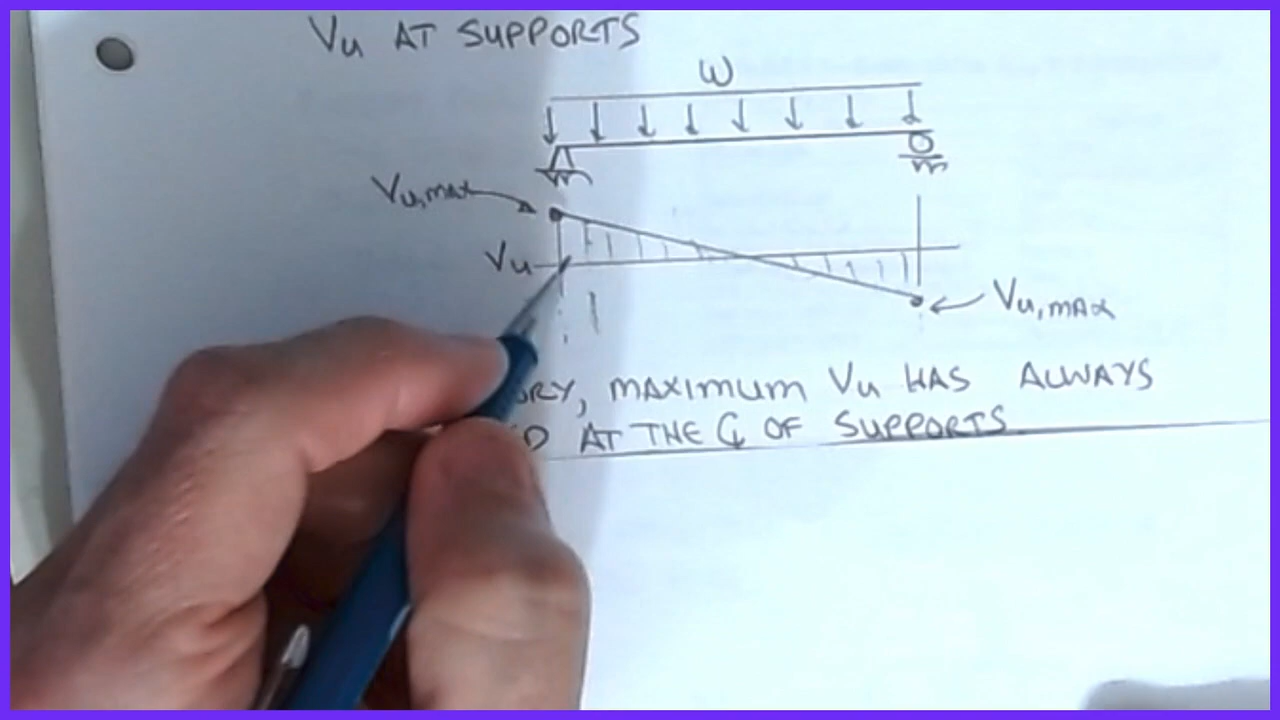 Vu AT SUPPORTS
W
Vu,MAX
Vu
Vu,MAX
MAXIMUM Vu HAS ALWAYS
AT THE ℄ OF SUPPORTS